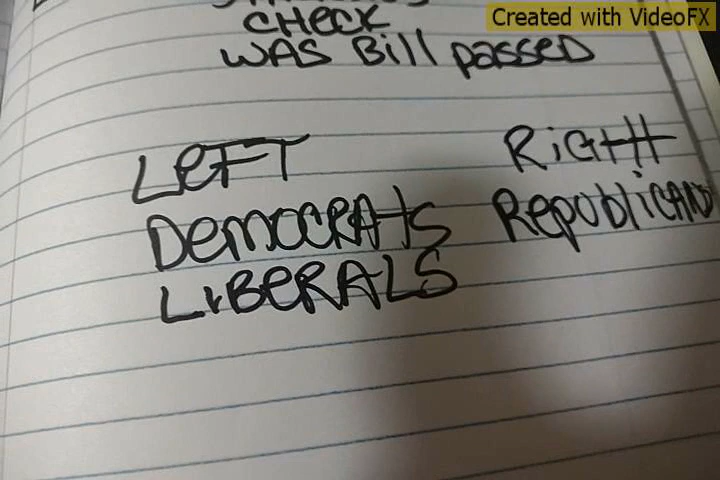 Created with VideoFX
CHECK
WAS Bill passed
LEFT RiGHt
DemoCRAtS RepubliCANS
LiBeRALS